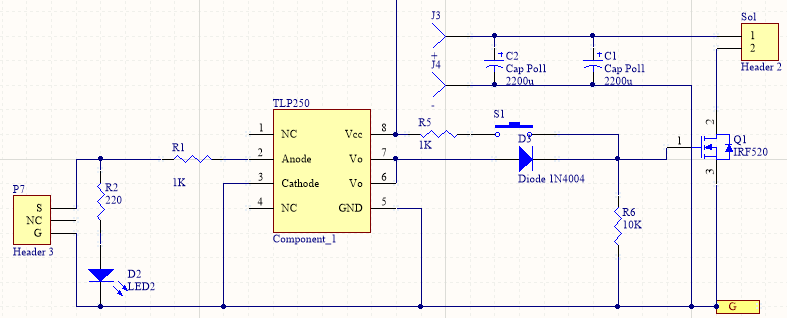 Sol
J3
1
2
+
J4
C2
Cap Pol1
2200u
C1
Cap Pol1
2200u
Header 2
-
TLP250
S1
R5
1K
D3
Diode 1N4004
2
Q1
1
IRF520
3
1
NC
Vcc
8
R1
1K
2
Anode
Vo
7
3
Cathode
Vo
6
4
NC
GND
5
Component_1
P7
S
NC
G
Header 3
R2
220
R6
10K
D2
LED2
G